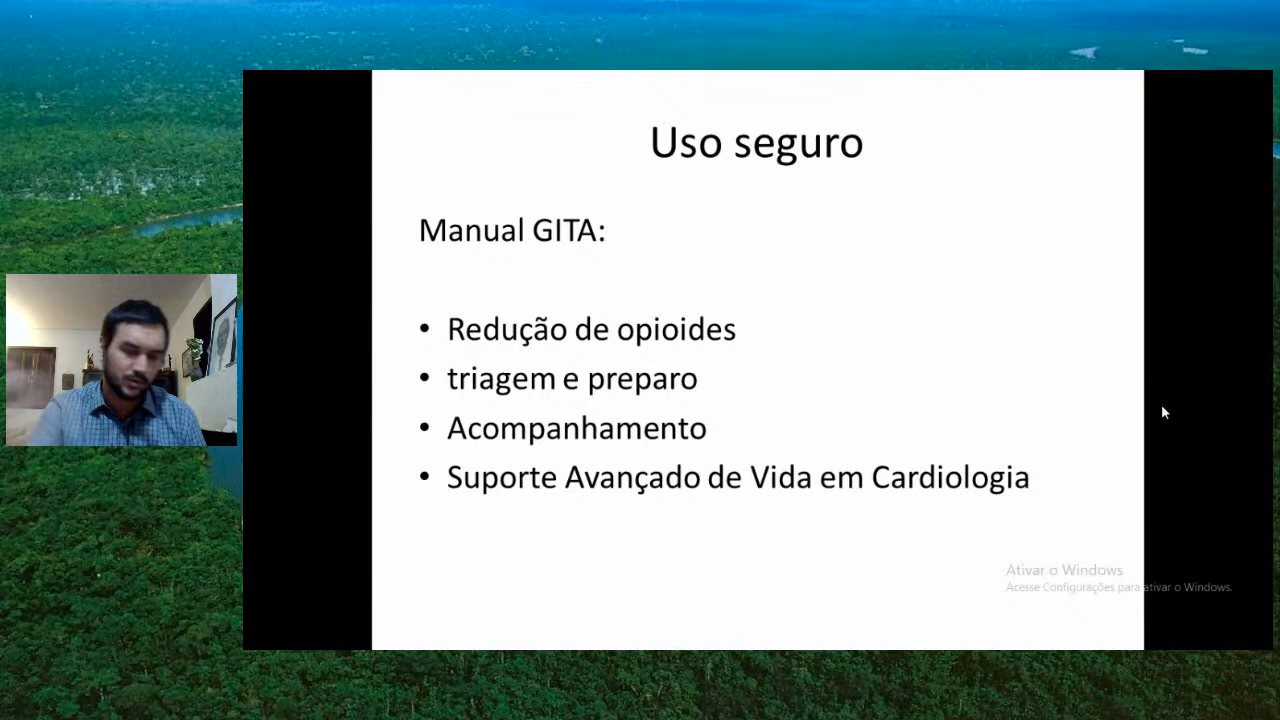 Uso seguro
Manual GITA:
• Redução de opioides
• triagem e preparo
• Acompanhamento
• Suporte Avançado de Vida em Cardiologia
Ativar o Windows
Acesse Configurações para ativar o Windows.